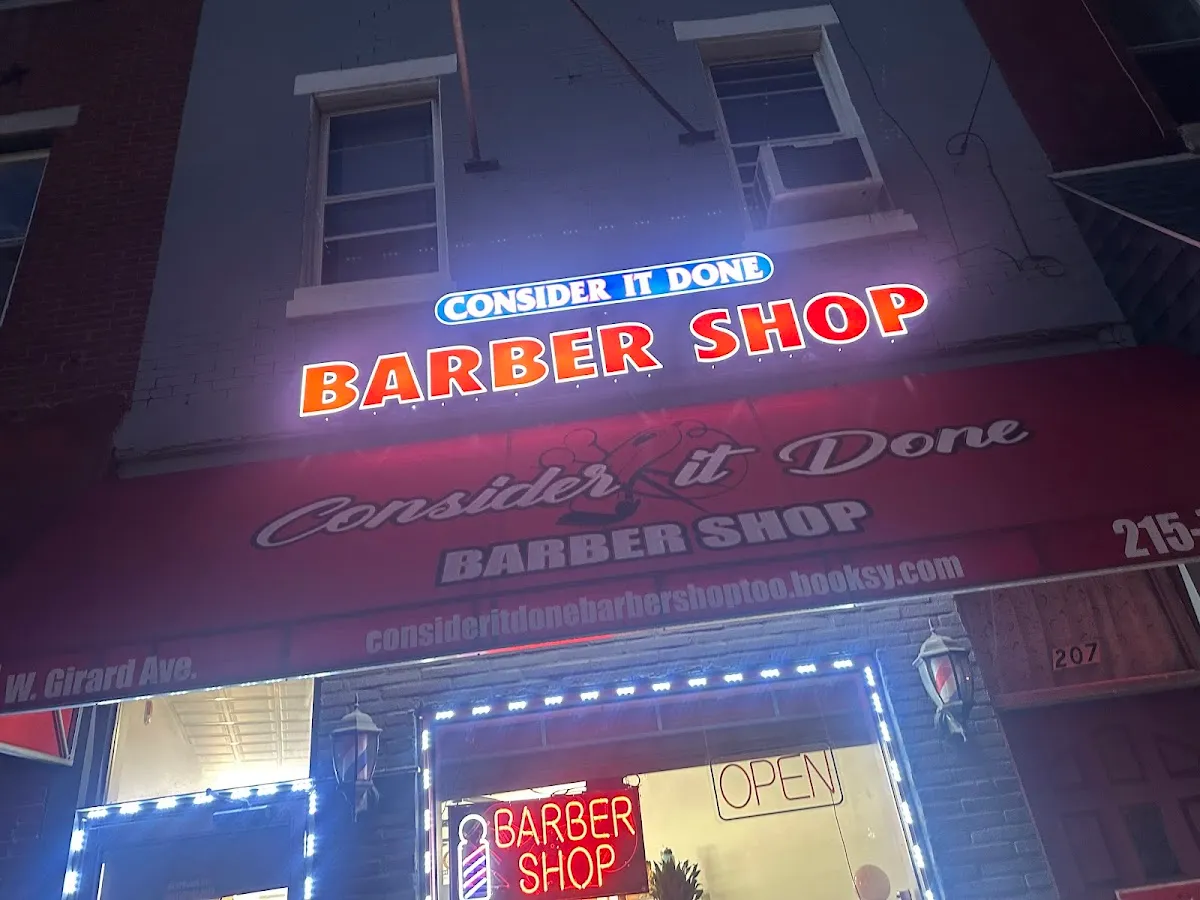 CONSIDER IT DONE
BARBER SHOP
Consider it Done
BARBER SHOP
215-
consideritdonebarbershoptoo.booksy.com
W. Girard Ave.
207
OPEN
BARBER
SHOP